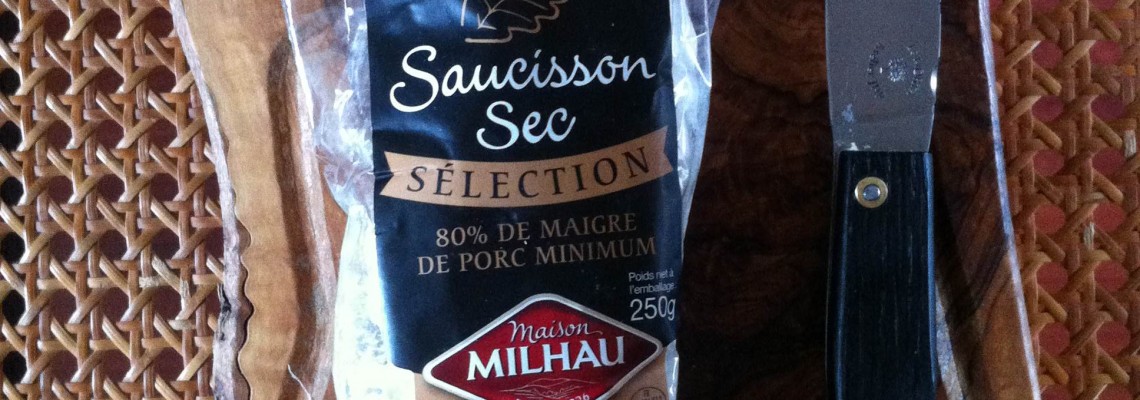 Saucisson
Sec
SÉLECTION
80% DE MAIGRE
DE PORC MINIMUM
Poids net à
l'emballage
250g
Maison
MILHAU